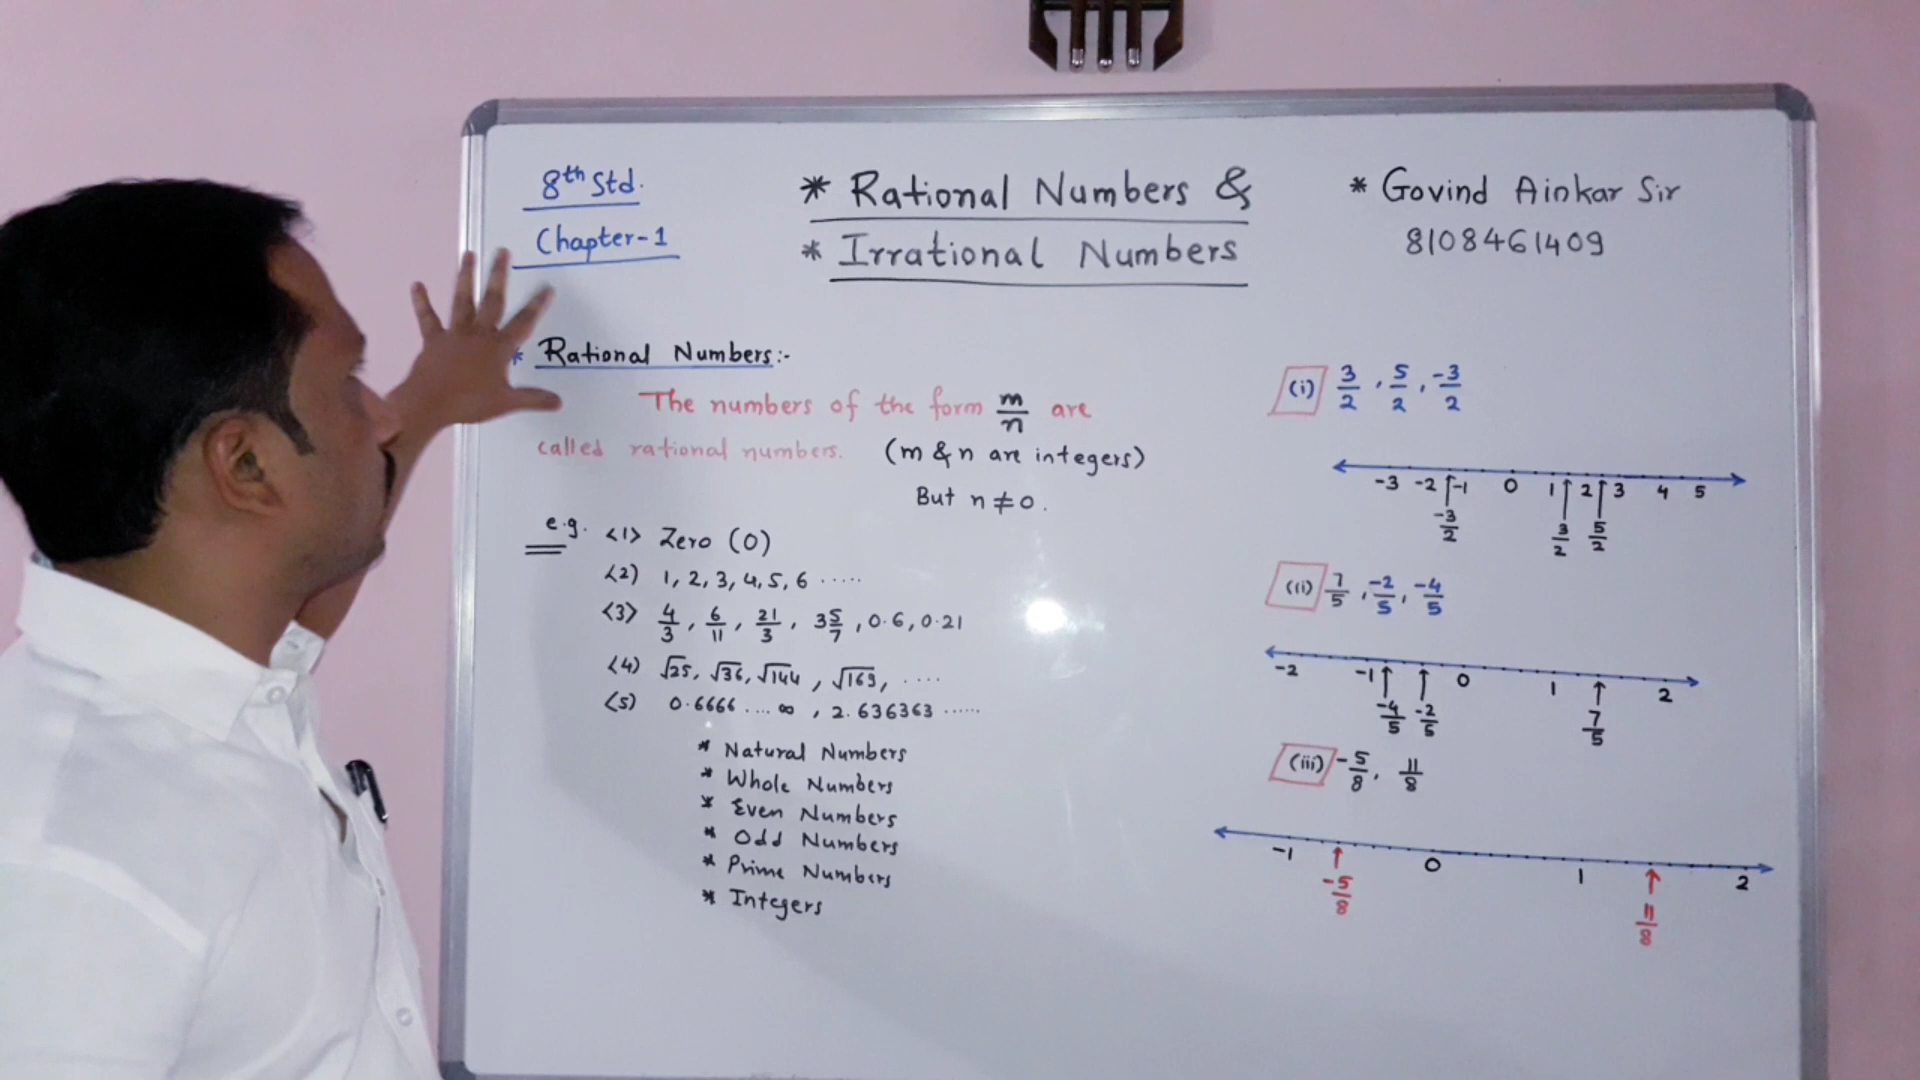 8th Std.
Chapter-1
* Rational Numbers &
* Irrational Numbers
* Govind Ainkar Sir
8108461409
* Rational Numbers:-
The numbers of the form m/n are
called rational numbers. (m & n are integers)
But n ≠ 0.
e.g. <1> Zero (0)
<2) 1, 2, 3, 4, 5, 6 .....
<3> 4/3, 6/11, 21/3, 3 5/7, 0.6, 0.21
<4) √25, √36, √144, √169, ....
<5) 0.6666 .... ∞, 2.636363 ......
* Natural Numbers
* Whole Numbers
* Even Numbers
* Odd Numbers
* Prime Numbers
* Integers
(i) 3/2, 5/2, -3/2
-3 -2 -1 0 1 2 3 4 5
-3/2 3/2 5/2
(ii) 7/5, -2/5, -4/5
-2 -1 0 1 2
-4/5 -2/5 7/5
(iii) -5/8, 11/8
-1 0 1 2
-5/8 11/8